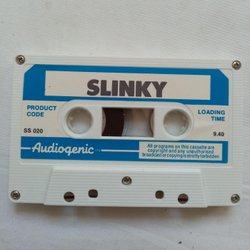 SLINKY
PRODUCT
CODE
LOADING
TIME
SS 020
9.40
Audiogenic
All programs on this cassette are
copyright and any unauthorised
broadcast or copying is strictly forbidden